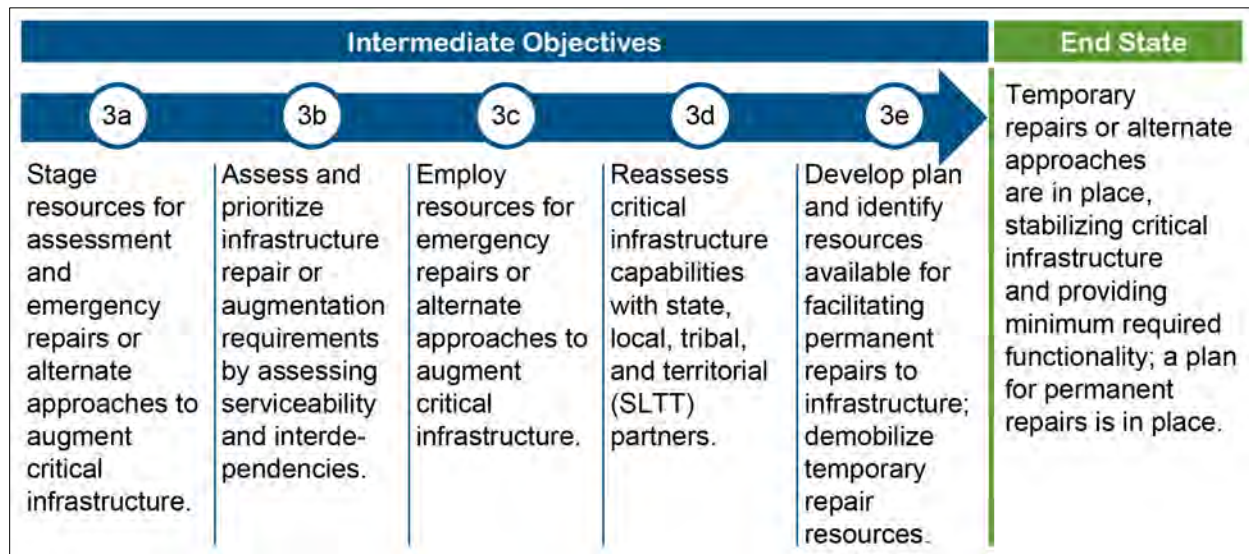 Intermediate Objectives
End State
3a
3b
3c
3d
3e
Stage
resources for
assessment
and
emergency
repairs or
alternate
approaches to
augment
critical
infrastructure.
Assess and
prioritize
infrastructure
repair or
augmentation
requirements
by assessing
serviceability
and interde-
pendencies.
Employ
resources for
emergency
repairs or
alternate
approaches to
augment
critical
infrastructure.
Reassess
critical
infrastructure
capabilities
with state,
local, tribal,
and territorial
(SLTT)
partners.
Develop plan
and identify
resources
available for
facilitating
permanent
repairs to
infrastructure;
demobilize
temporary
repair
resources.
Temporary
repairs or alternate
approaches
are in place,
stabilizing critical
infrastructure
and providing
minimum required
functionality; a plan
for permanent
repairs is in place.